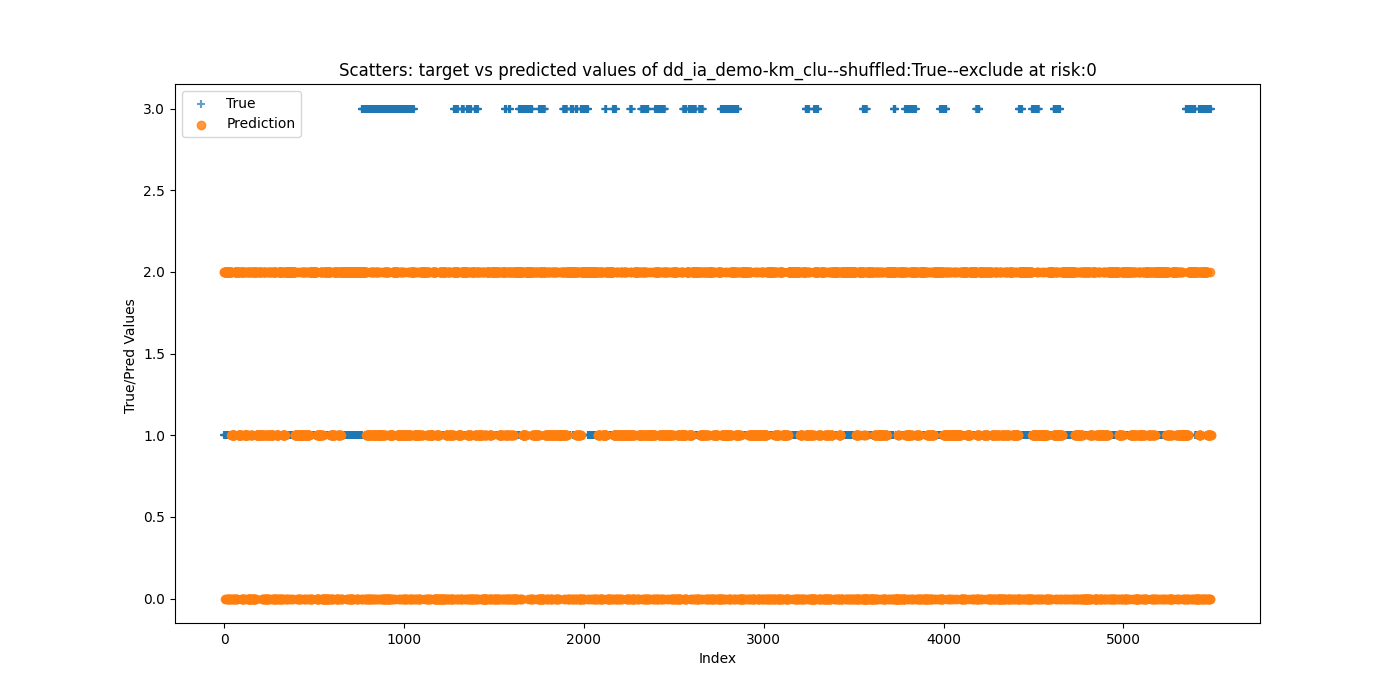 Scatters: target vs predicted values of dd_ia_demo-km_clu--shuffled:True--exclude at risk:0
True
Prediction
3.0
2.5
2.0
1.5
1.0
0.5
0.0
True/Pred Values
0
1000
2000
3000
4000
5000
Index